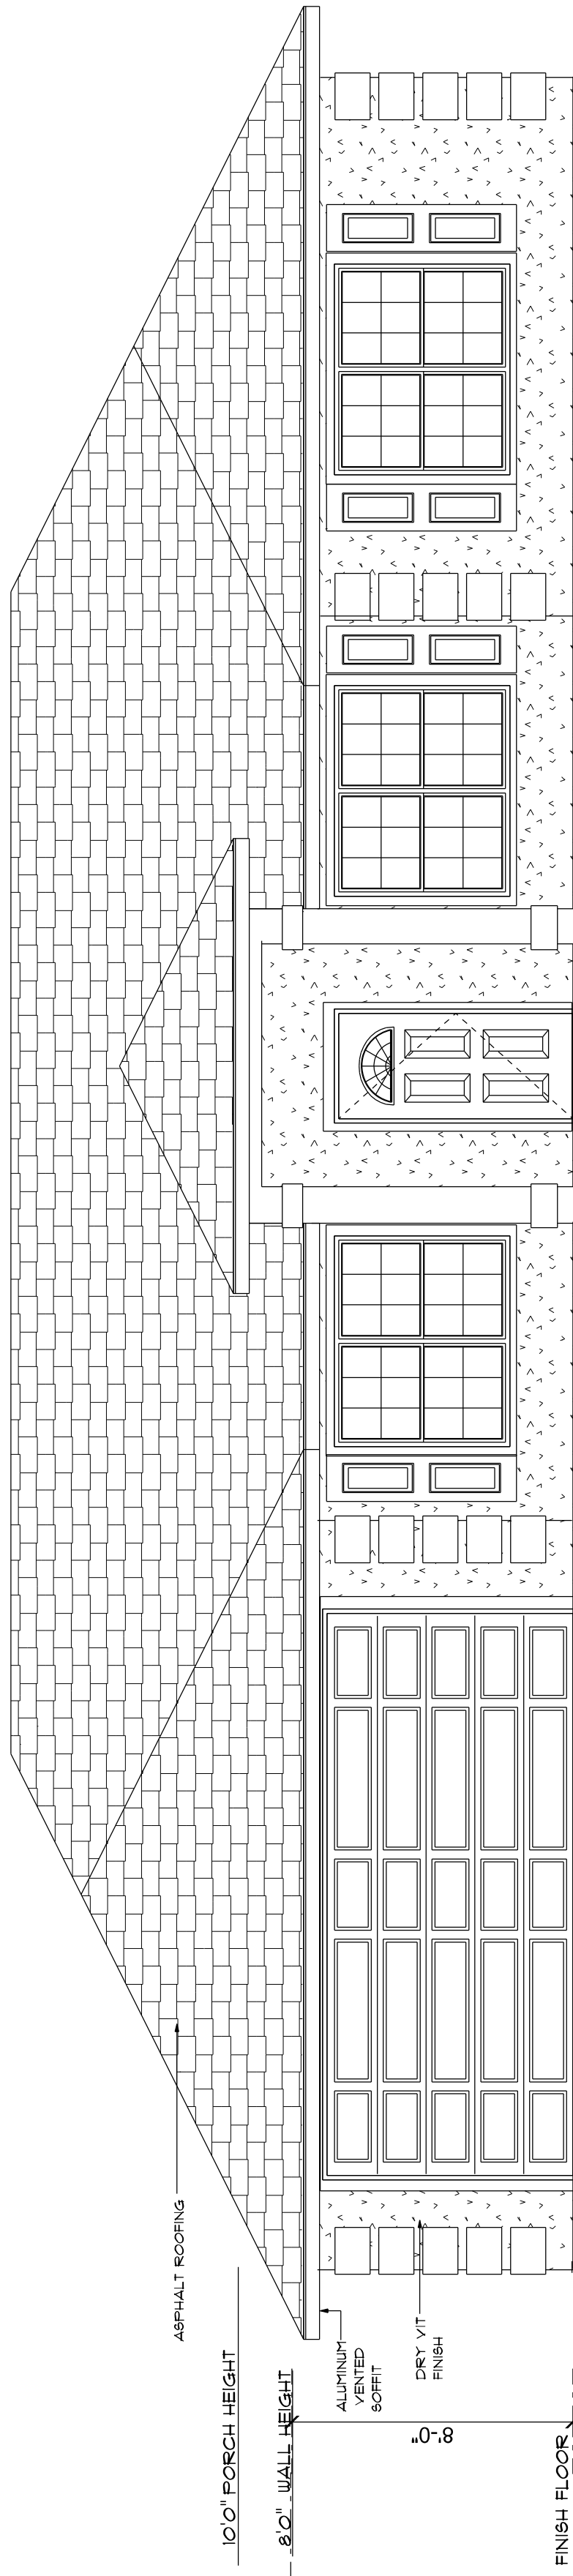 ASPHALT ROOFING
10'0" PORCH HEIGHT
8'0" WALL HEIGHT
ALUMINUM
VENTED
SOFFIT
DRY VIT
FINISH
8'-0"
FINISH FLOOR